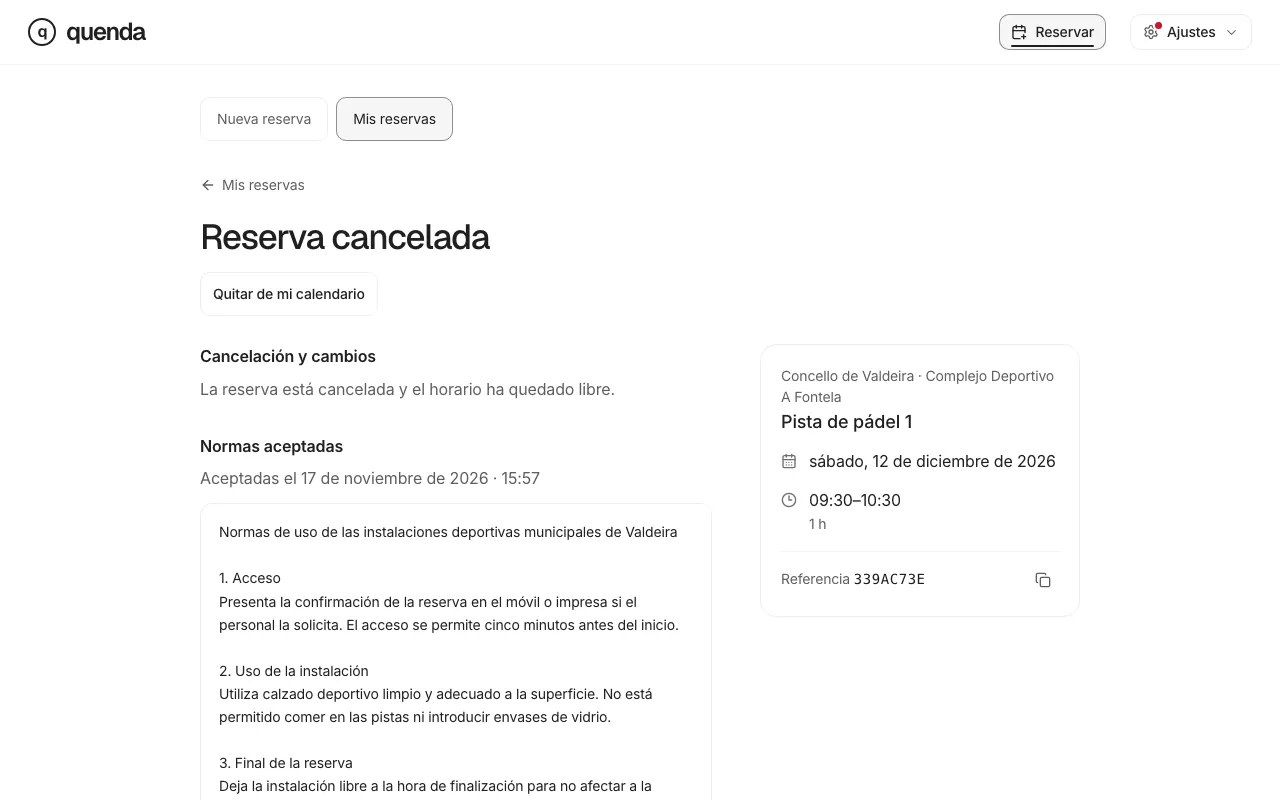 q quenda
Reservar
Ajustes
Nueva reserva
Mis reservas
Mis reservas
Reserva cancelada
Quitar de mi calendario
Cancelación y cambios
La reserva está cancelada y el horario ha quedado libre.
Normas aceptadas
Aceptadas el 17 de noviembre de 2026 · 15:57
Normas de uso de las instalaciones deportivas municipales de Valdeira
1. Acceso
Presenta la confirmación de la reserva en el móvil o impresa si el
personal la solicita. El acceso se permite cinco minutos antes del inicio.
2. Uso de la instalación
Utiliza calzado deportivo limpio y adecuado a la superficie. No está
permitido comer en las pistas ni introducir envases de vidrio.
3. Final de la reserva
Deja la instalación libre a la hora de finalización para no afectar a la
Concello de Valdeira · Complejo Deportivo
A Fontela
Pista de pádel 1
sábado, 12 de diciembre de 2026
09:30–10:30
1 h
Referencia 339AC73E